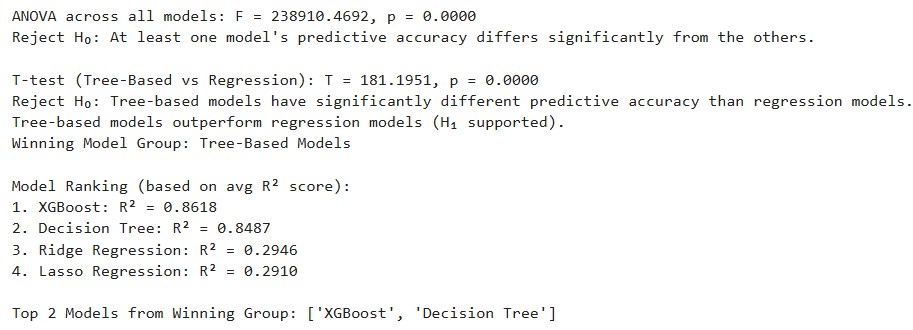 ANOVA across all models: F = 238910.4692, p = 0.0000
Reject H₀: At least one model's predictive accuracy differs significantly from the others.
T-test (Tree-Based vs Regression): T = 181.1951, p = 0.0000
Reject H₀: Tree-based models have significantly different predictive accuracy than regression models.
Tree-based models outperform regression models (H₁ supported).
Winning Model Group: Tree-Based Models
Model Ranking (based on avg R² score):
1. XGBoost: R² = 0.8618
2. Decision Tree: R² = 0.8487
3. Ridge Regression: R² = 0.2946
4. Lasso Regression: R² = 0.2910
Top 2 Models from Winning Group: ['XGBoost', 'Decision Tree']